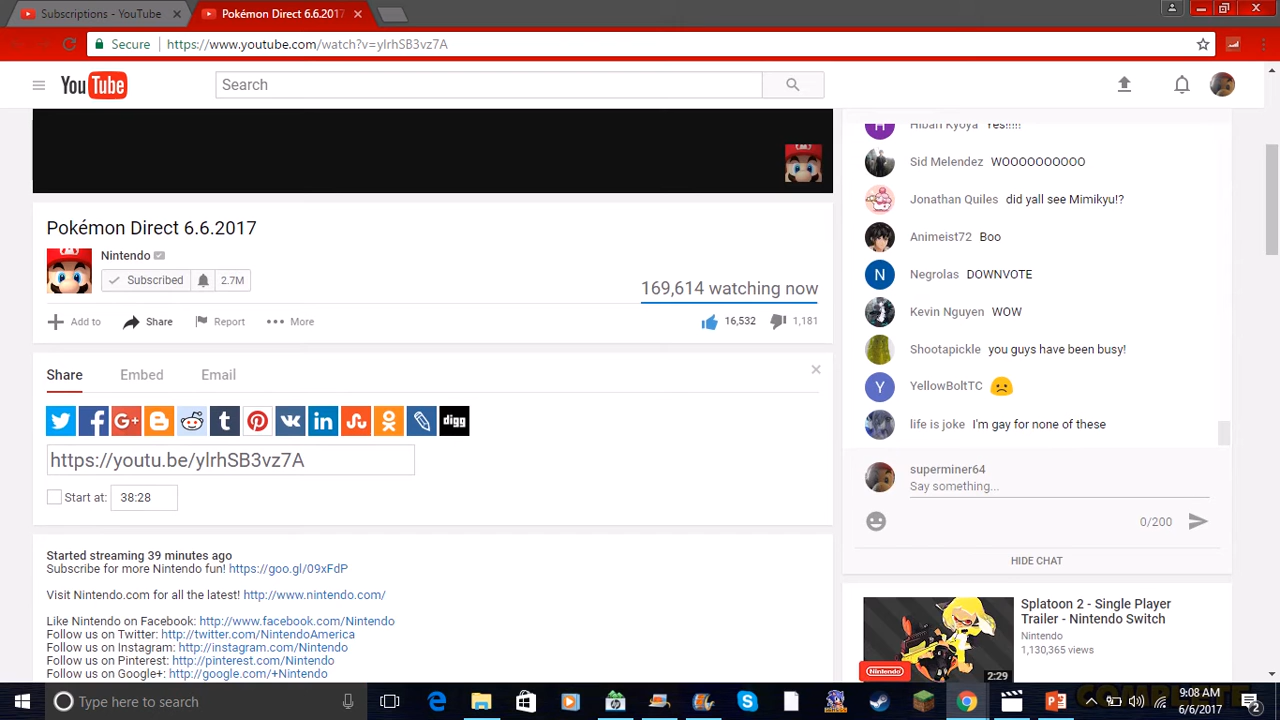 Subscriptions - YouTube
Pokémon Direct 6.6.2017
Secure
https://www.youtube.com/watch?v=ylrhSB3vz7A
YouTube
Search
Pokémon Direct 6.6.2017
Nintendo
Subscribed
2.7M
169,614 watching now
Add to
Share
Report
More
16,532
1,181
Share
Embed
Email
digg
https://youtu.be/ylrhSB3vz7A
Start at: 38:28
Started streaming 39 minutes ago
Subscribe for more Nintendo fun! https://goo.gl/09xFdP
Visit Nintendo.com for all the latest! http://www.nintendo.com/
Like Nintendo on Facebook: http://www.facebook.com/Nintendo
Follow us on Twitter: http://twitter.com/NintendoAmerica
Follow us on Instagram: http://instagram.com/Nintendo
Follow us on Pinterest: http://pinterest.com/Nintendo
Follow us on Google+: http://google.com/+Nintendo
Hibari Kyoya Yes!!!!!
Sid Melendez WOOOOOOOOOO
Jonathan Quiles did yall see Mimikyu!?
Animeist72 Boo
N Negrolas DOWNVOTE
Kevin Nguyen WOW
Shootapickle you guys have been busy!
Y YellowBoltTC
life is joke I'm gay for none of these
superminer64
Say something...
0/200
HIDE CHAT
Splatoon 2 - Single Player
Trailer - Nintendo Switch
Nintendo
1,130,365 views
Nintendo
2:29
Type here to search
9:08 AM
6/6/2017
2